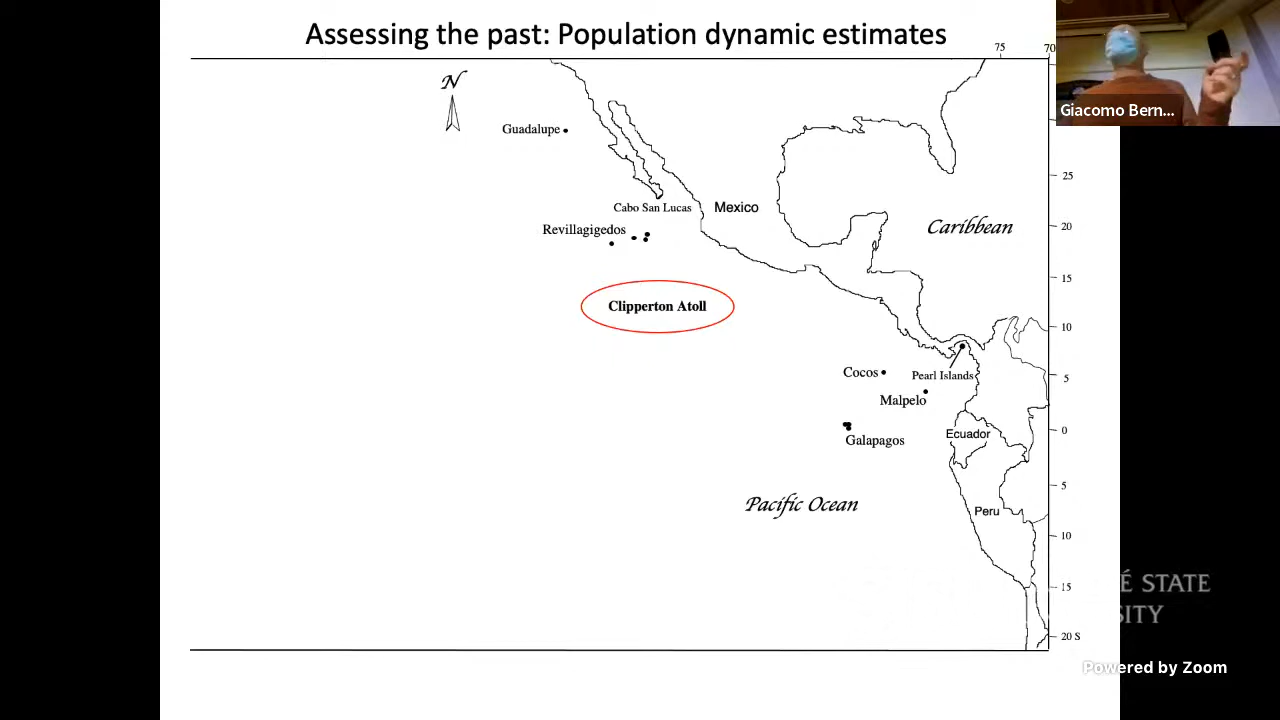 Assessing the past: Population dynamic estimates
75
70
N
Giacomo Bern...
Guadalupe
25
Cabo San Lucas
Mexico
20
Revillagigedos
Caribbean
15
Clipperton Atoll
10
Cocos
Pearl Islands
5
Malpelo
0
Galapagos
Ecuador
5
Pacific Ocean
Peru
10
15
É STATE
SITY
20 S
Powered by Zoom